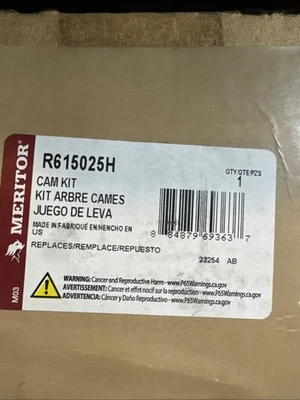 MERITOR®
M03
R615025H
CAM KIT
KIT ARBRE CAMES
JUEGO DE LEVA
MADE IN/FABRIQUÉ EN/HENCHO EN
US
QTY/QTE/PZS
1
8 84879 69363 7
REPLACES/REMPLACE/REPUESTO
23254 AB
WARNING: Cancer and Reproductive Harm - www.P65Warnings.ca.gov
AVERTISSEMENT: Cancer et effet nocif sur la reproduction - www.P65Warnings.ca.gov
ADVERTENCIA: Cáncer y Daño Reproductivo - www.P65Warnings.ca.gov